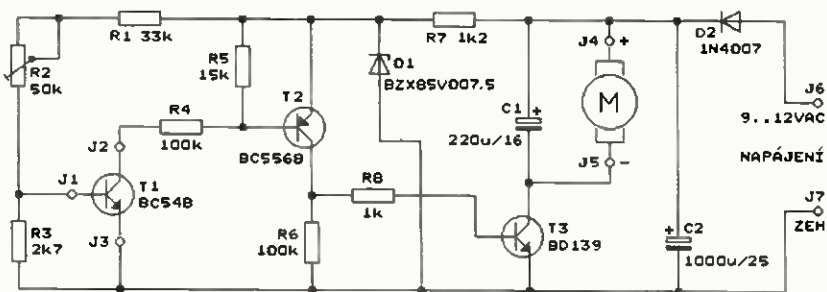 R1 33k
R2
50k
R5
15k
R4
100k
J2
J1
T1
BC548
J3
R3
2k7
T2
BC556B
R6
100k
R8
1k
D1
BZX85V007.5
R7 1k2
C1
+
220u/16
J4
+
M
J5
-
T3
BD139
D2
1N4007
J6
9..12VAC
NAPÁJENÍ
J7
ZEM
+
C2
1000u/25